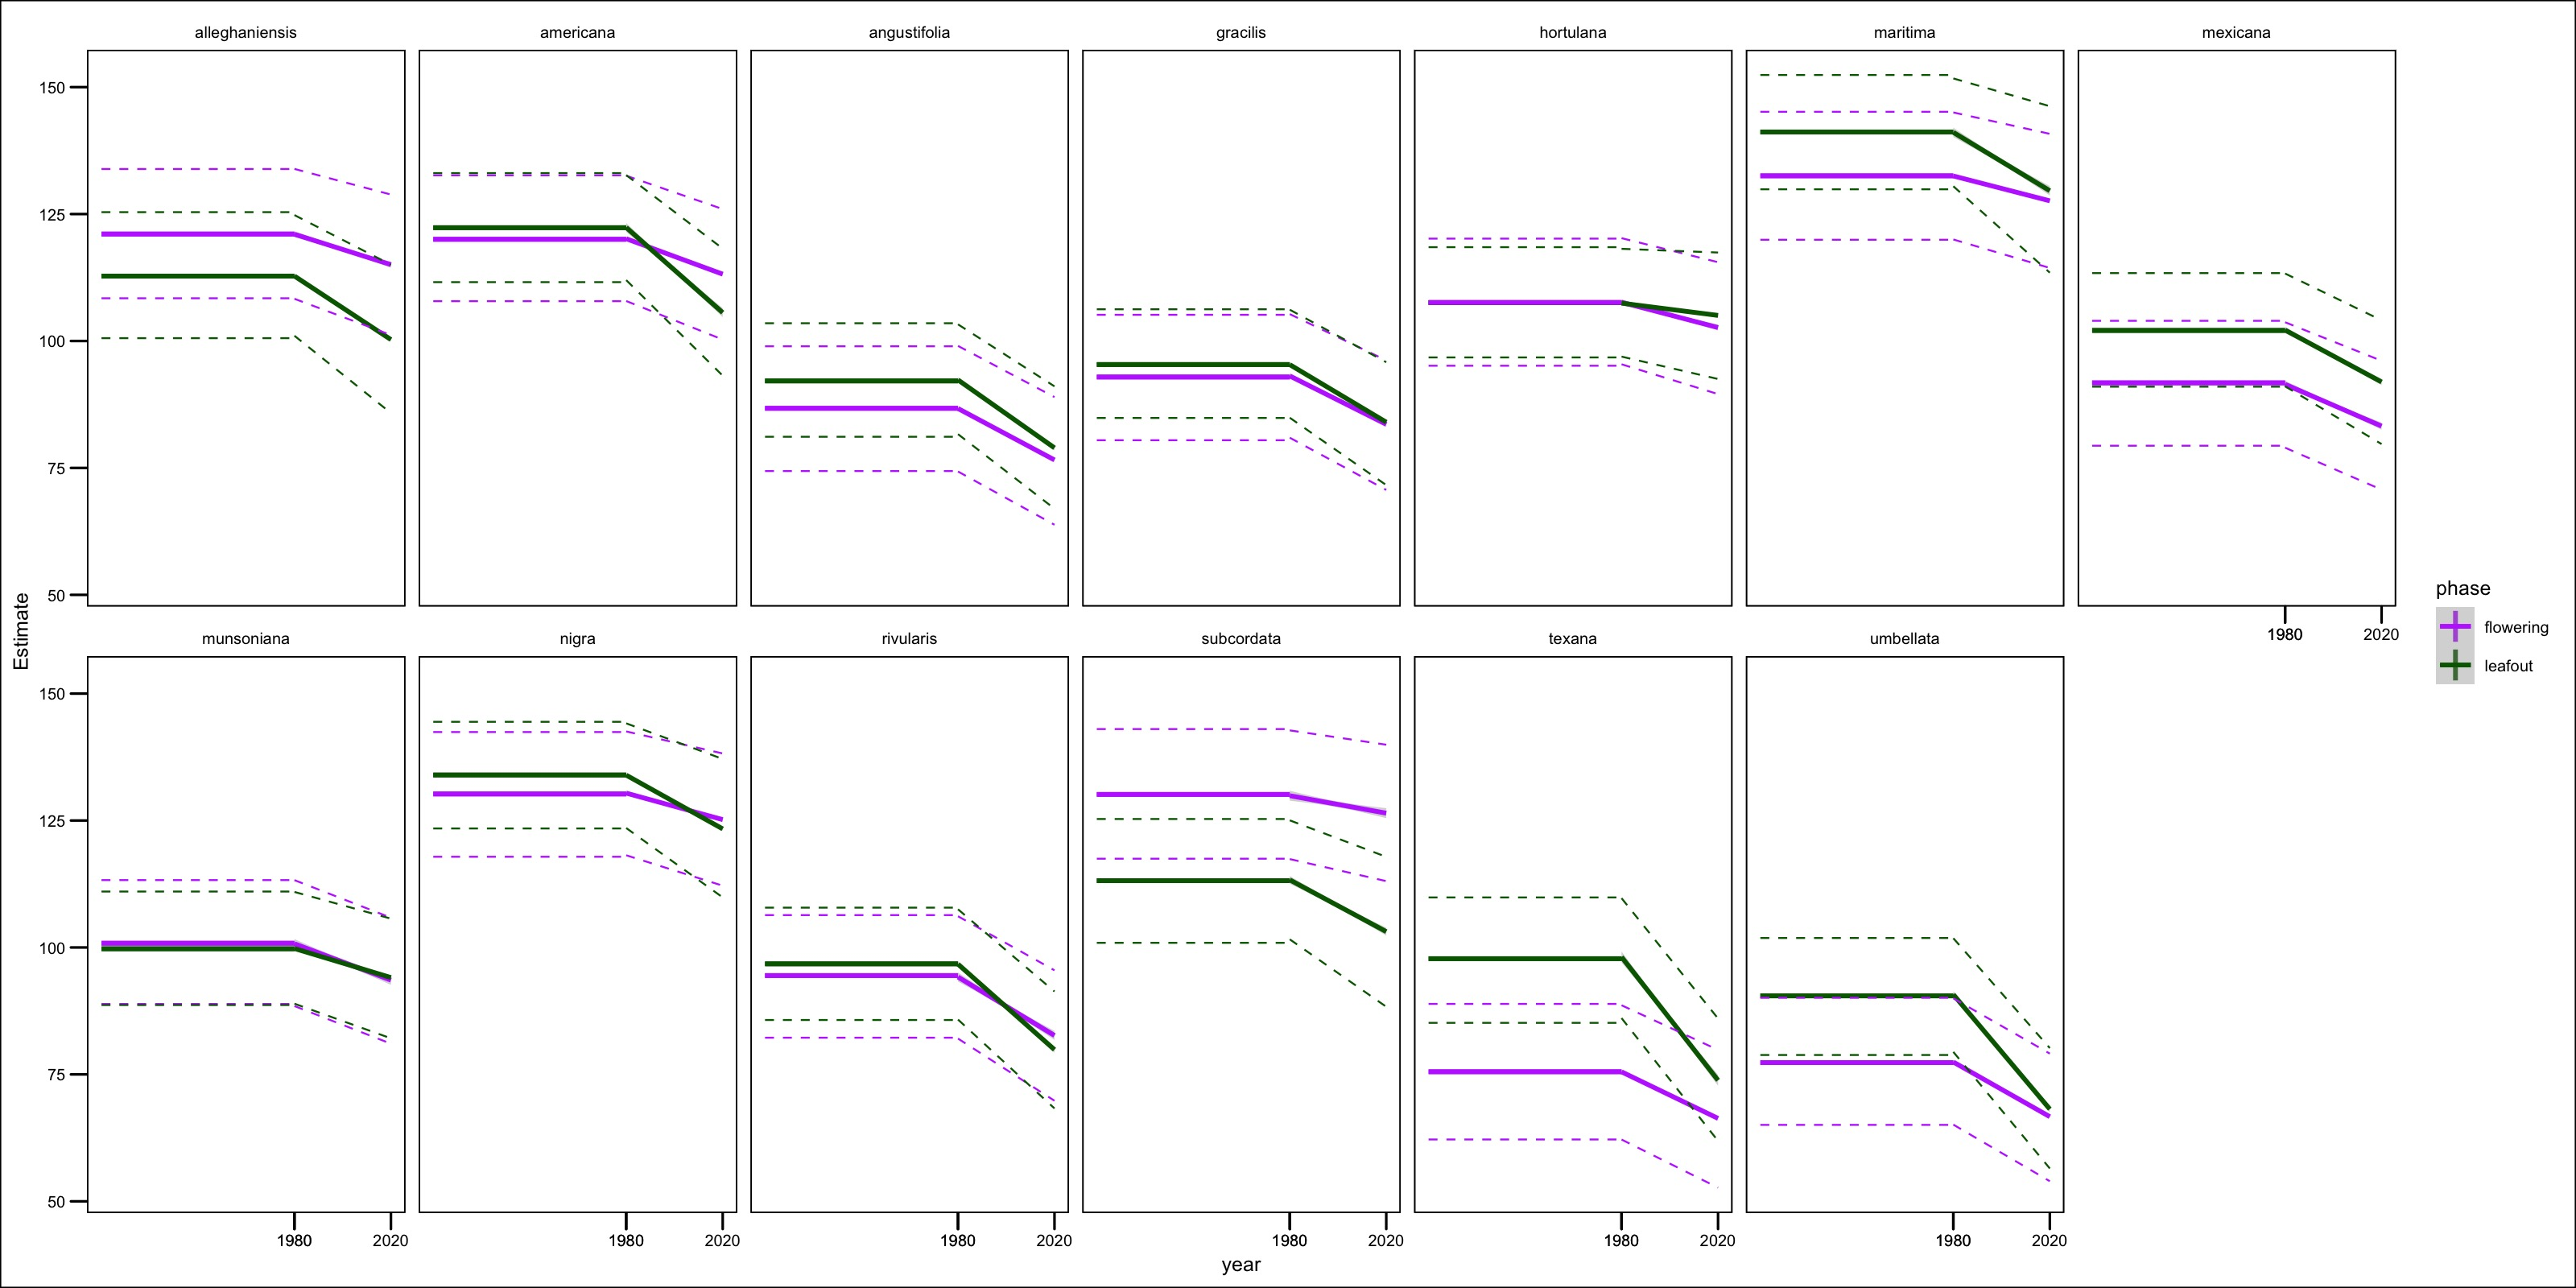 alleghaniensis americana angustifolia gracilis hortulana maritima mexicana
150
125
100
75
50
1980 2020
Estimate
phase
flowering
leafout
munsoniana nigra rivularis subcordata texana umbellata
150
125
100
75
50
1980 2020 1980 2020 1980 2020 1980 2020 1980 2020 1980 2020
year